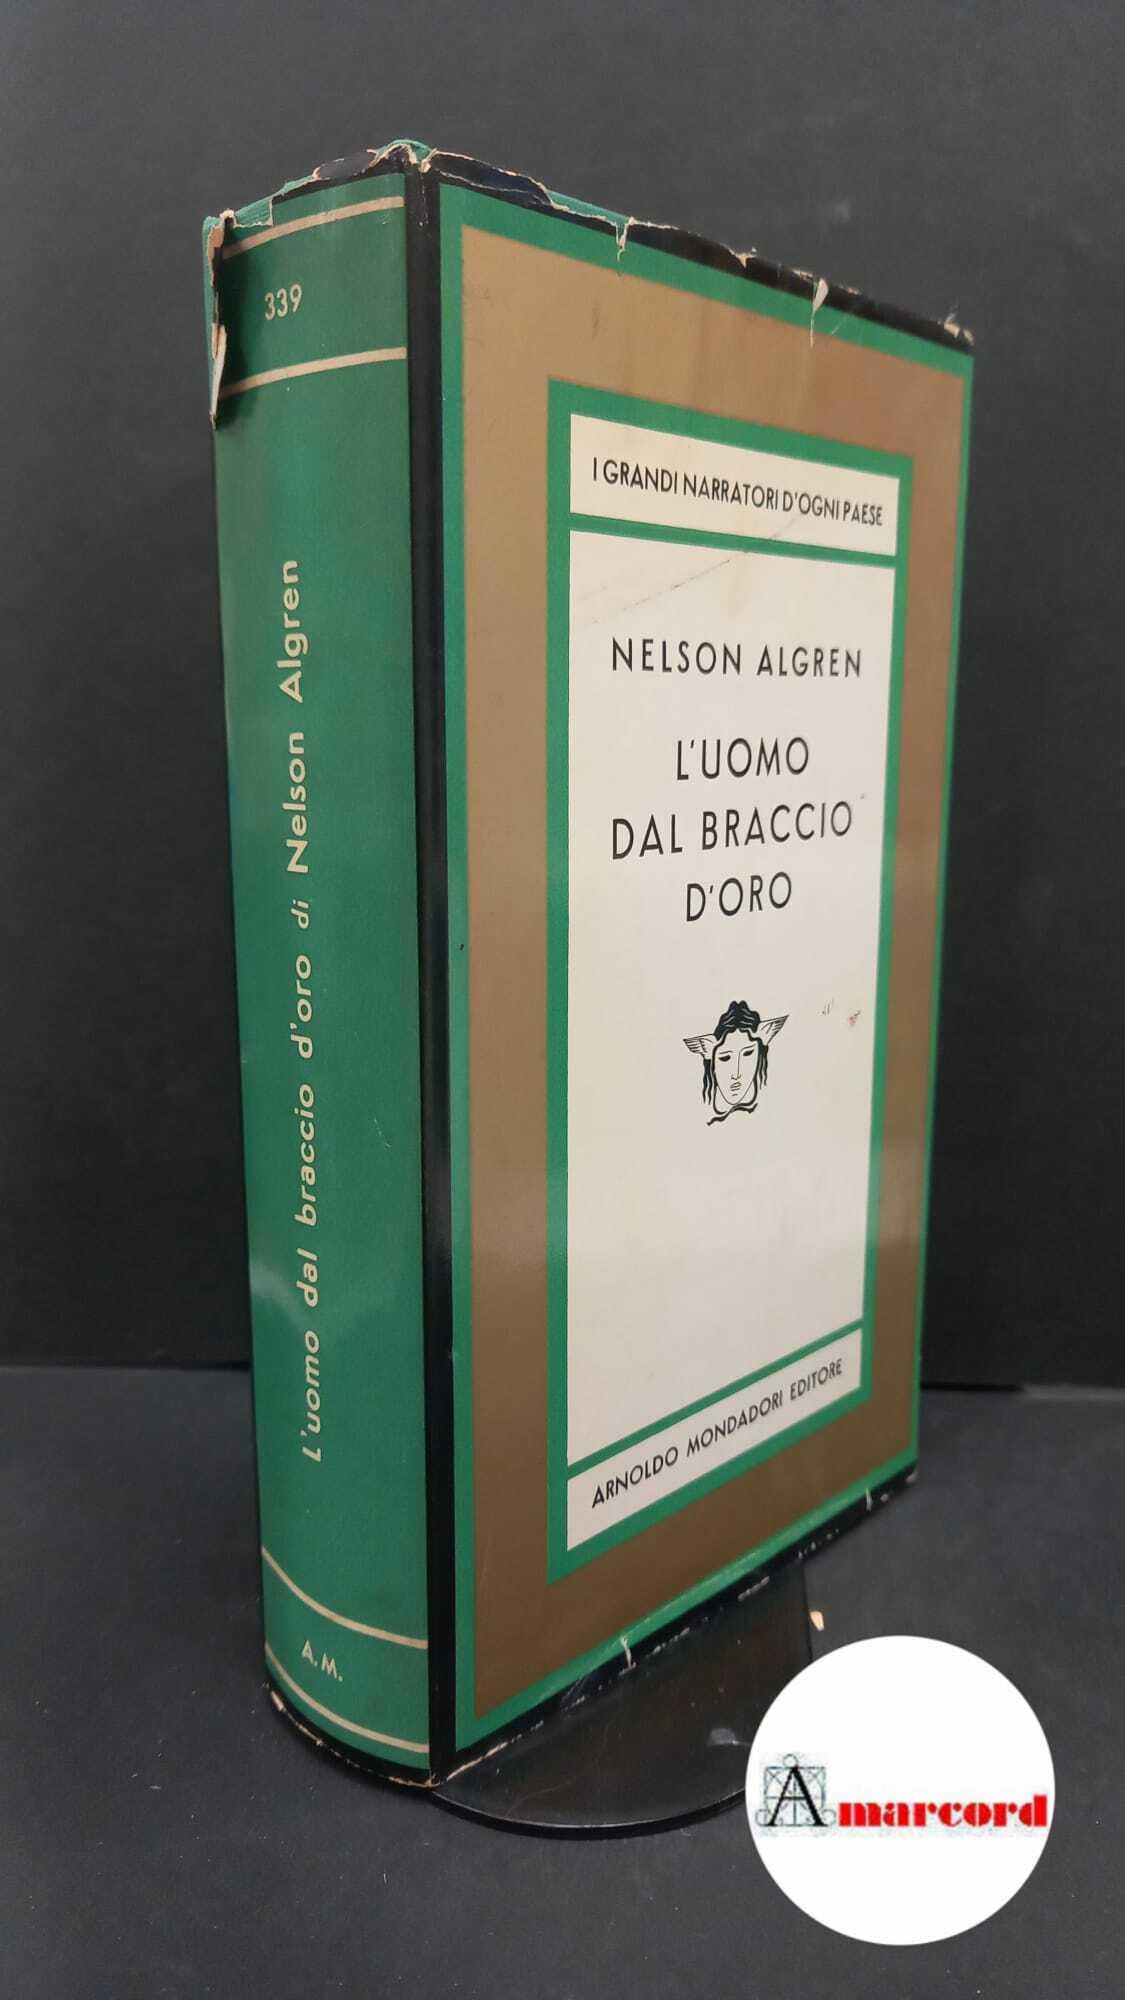 339
L'uomo dal braccio d'oro di Nelson Algren
A.M.
I GRANDI NARRATORI D'OGNI PAESE
NELSON ALGREN
L'UOMO
DAL BRACCIO
D'ORO
ARNOLDO MONDADORI EDITORE
Amarcord